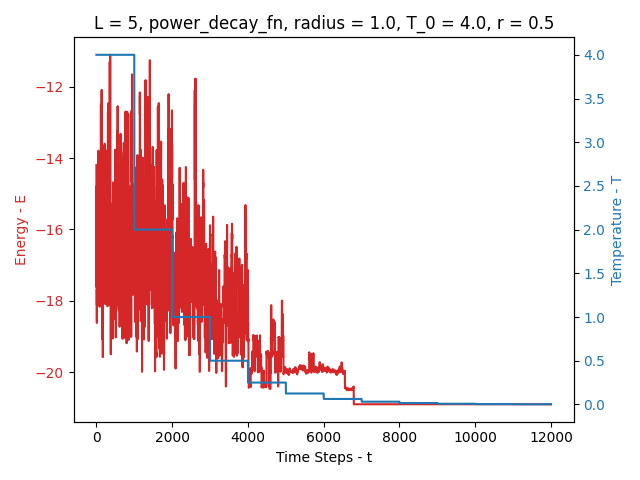 L = 5, power_decay_fn, radius = 1.0, T_0 = 4.0, r = 0.5
Energy - E
−12
−14
−16
−18
−20
4.0
3.5
3.0
2.5
2.0
1.5
1.0
0.5
0.0
Temperature - T
0 2000 4000 6000 8000 10000 12000
Time Steps - t